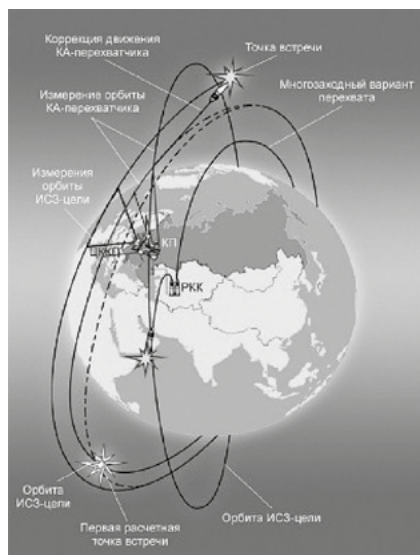 Коррекция движения
КА-перехватчика
Точка встречи
Многозаходный вариант
перехвата
Измерение орбиты
КА-перехватчика
Измерения
орбиты
ИСЗ-цели
ЦККП
КП
РКК
Орбита
ИСЗ-цели
Первая расчетная
точка встречи
Орбита ИСЗ-цели